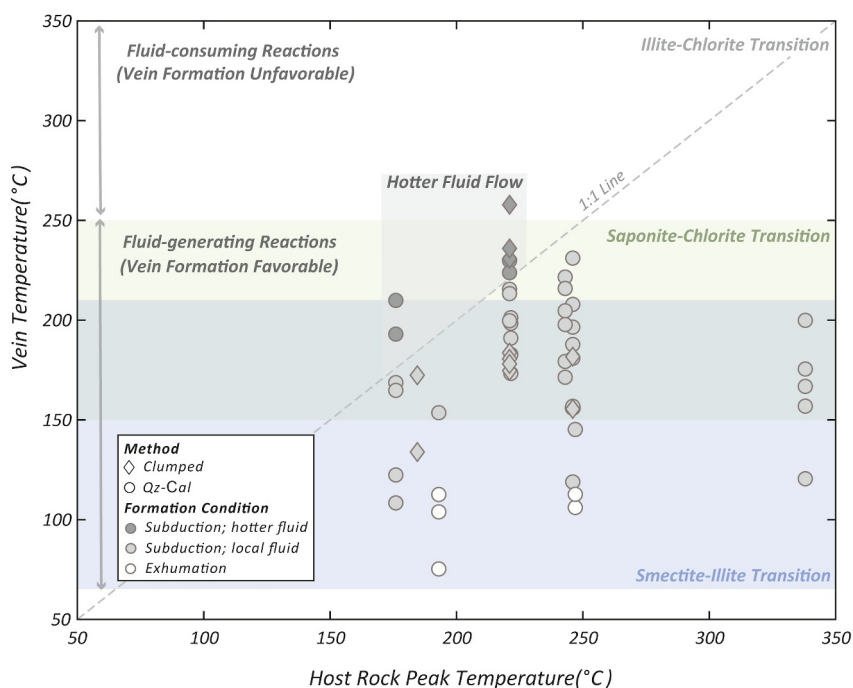 350
300
250
200
150
100
50
Vein Temperature(°C)
Fluid-consuming Reactions
(Vein Formation Unfavorable)
Illite-Chlorite Transition
Hotter Fluid Flow
1:1 Line
Fluid-generating Reactions
(Vein Formation Favorable)
Saponite-Chlorite Transition
Method
Clumped
Qz-Cal
Formation Condition
Subduction; hotter fluid
Subduction; local fluid
Exhumation
Smectite-Illite Transition
50 100 150 200 250 300 350
Host Rock Peak Temperature(°C)